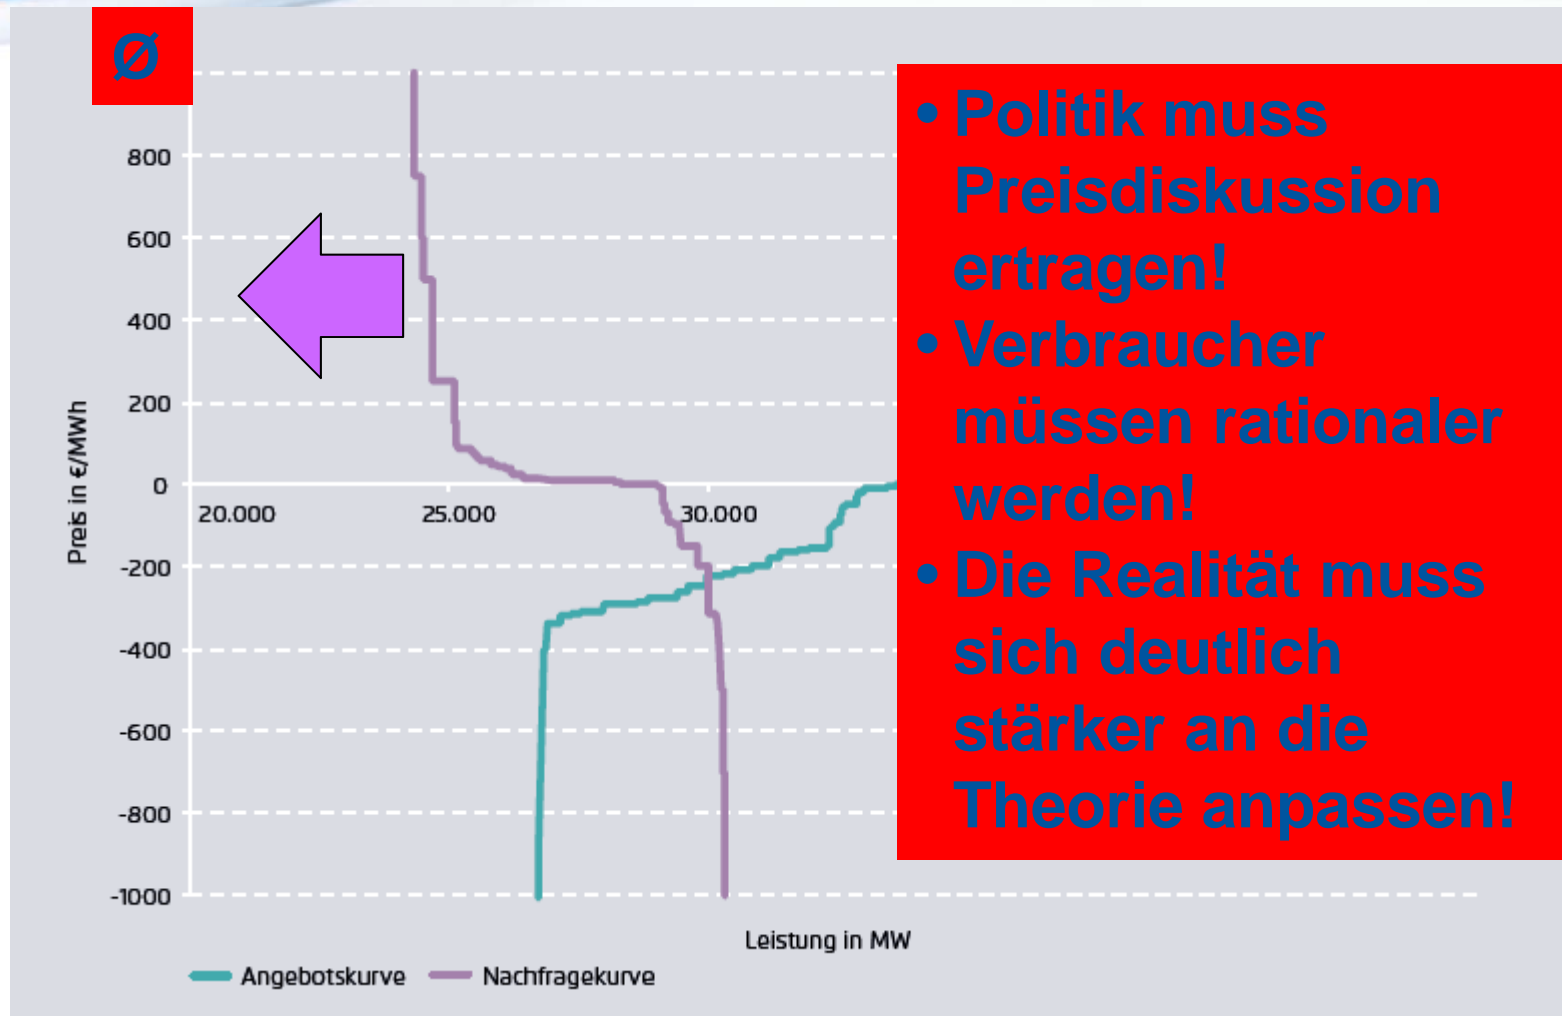 Ø
• Politik muss
Preisdiskussion
ertragen!
• Verbraucher
müssen rationaler
werden!
• Die Realität muss
sich deutlich
stärker an die
Theorie anpassen!
Preis in €/MWh
800
600
400
200
0
-200
-400
-600
-800
-1000
20.000 25.000 30.000
Leistung in MW
Angebotskurve Nachfragekurve